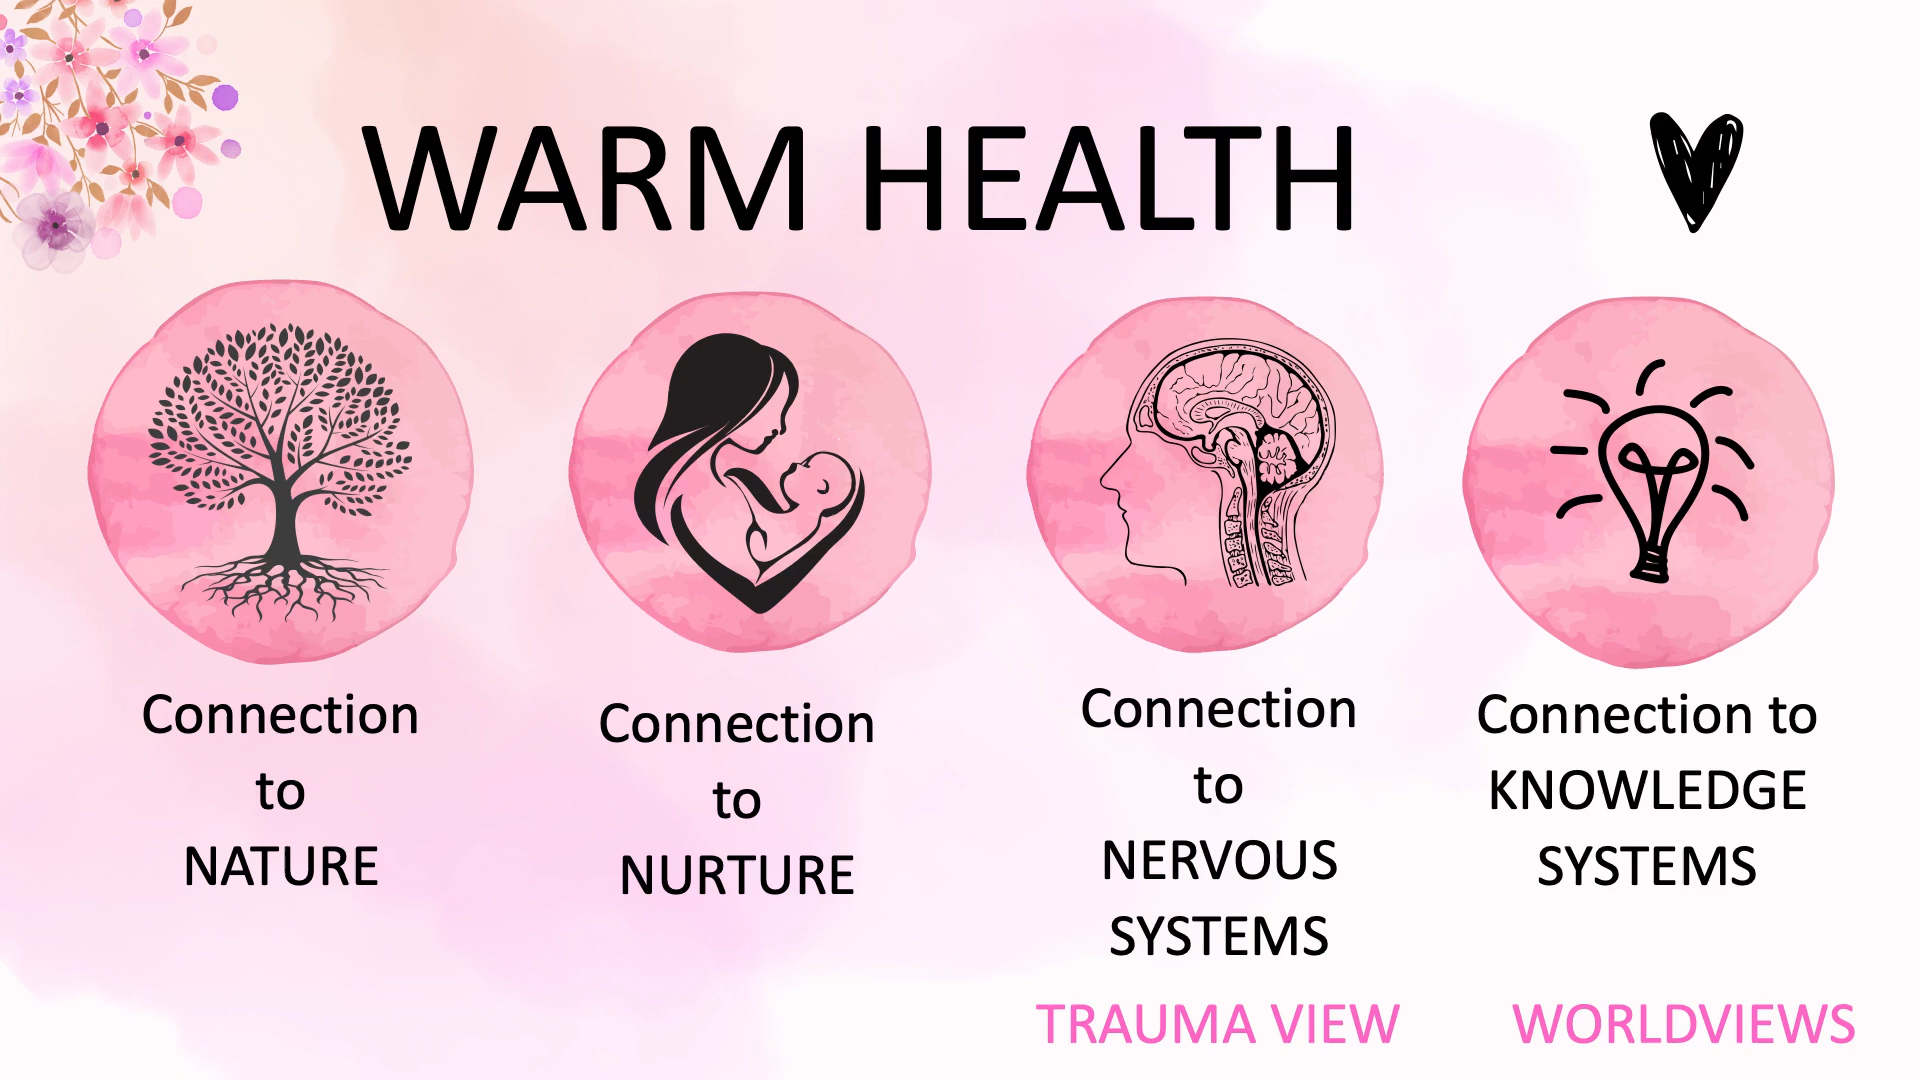 WARM HEALTH
Connection
to
NATURE
Connection
to
NURTURE
Connection
to
NERVOUS
SYSTEMS
TRAUMA VIEW
Connection to
KNOWLEDGE
SYSTEMS
WORLDVIEWS